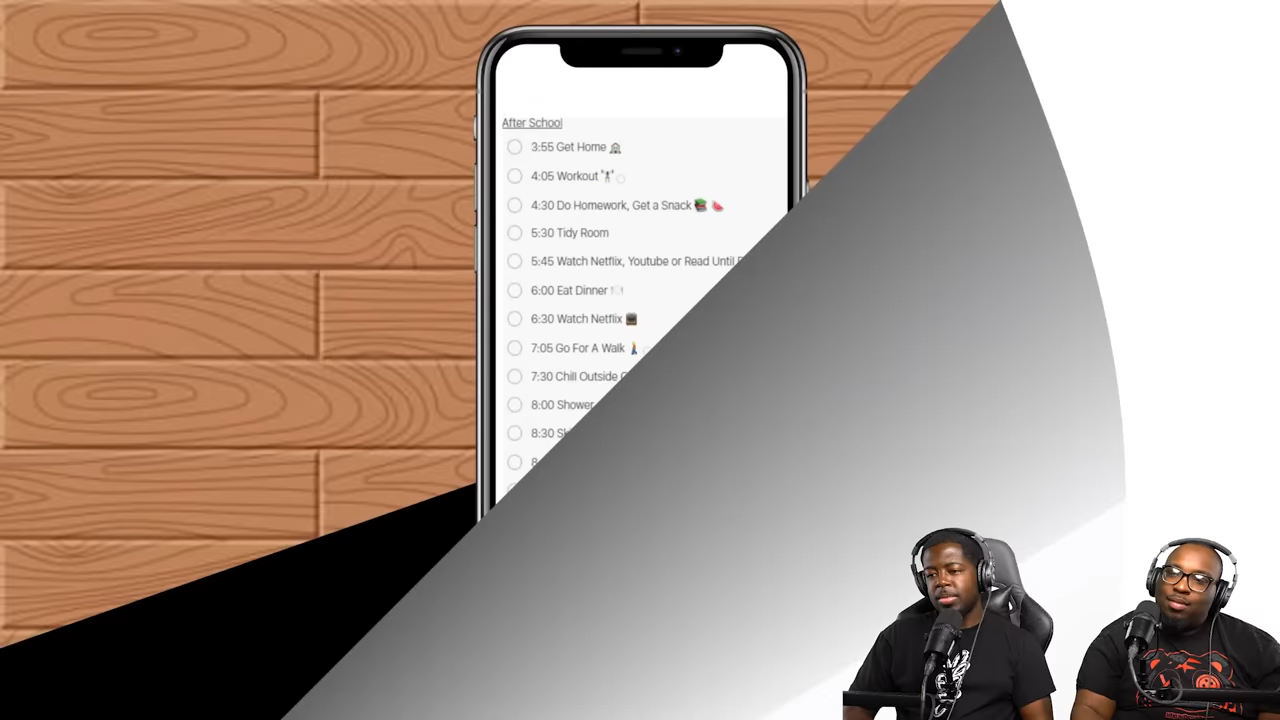 After School
3:55 Get Home
4:05 Workout
4:30 Do Homework, Get a Snack
5:30 Tidy Room
5:45 Watch Netflix, Youtube or Read Until
6:00 Eat Dinner
6:30 Watch Netflix
7:05 Go For A Walk
7:30 Chill Outside
8:00 Shower
8:30